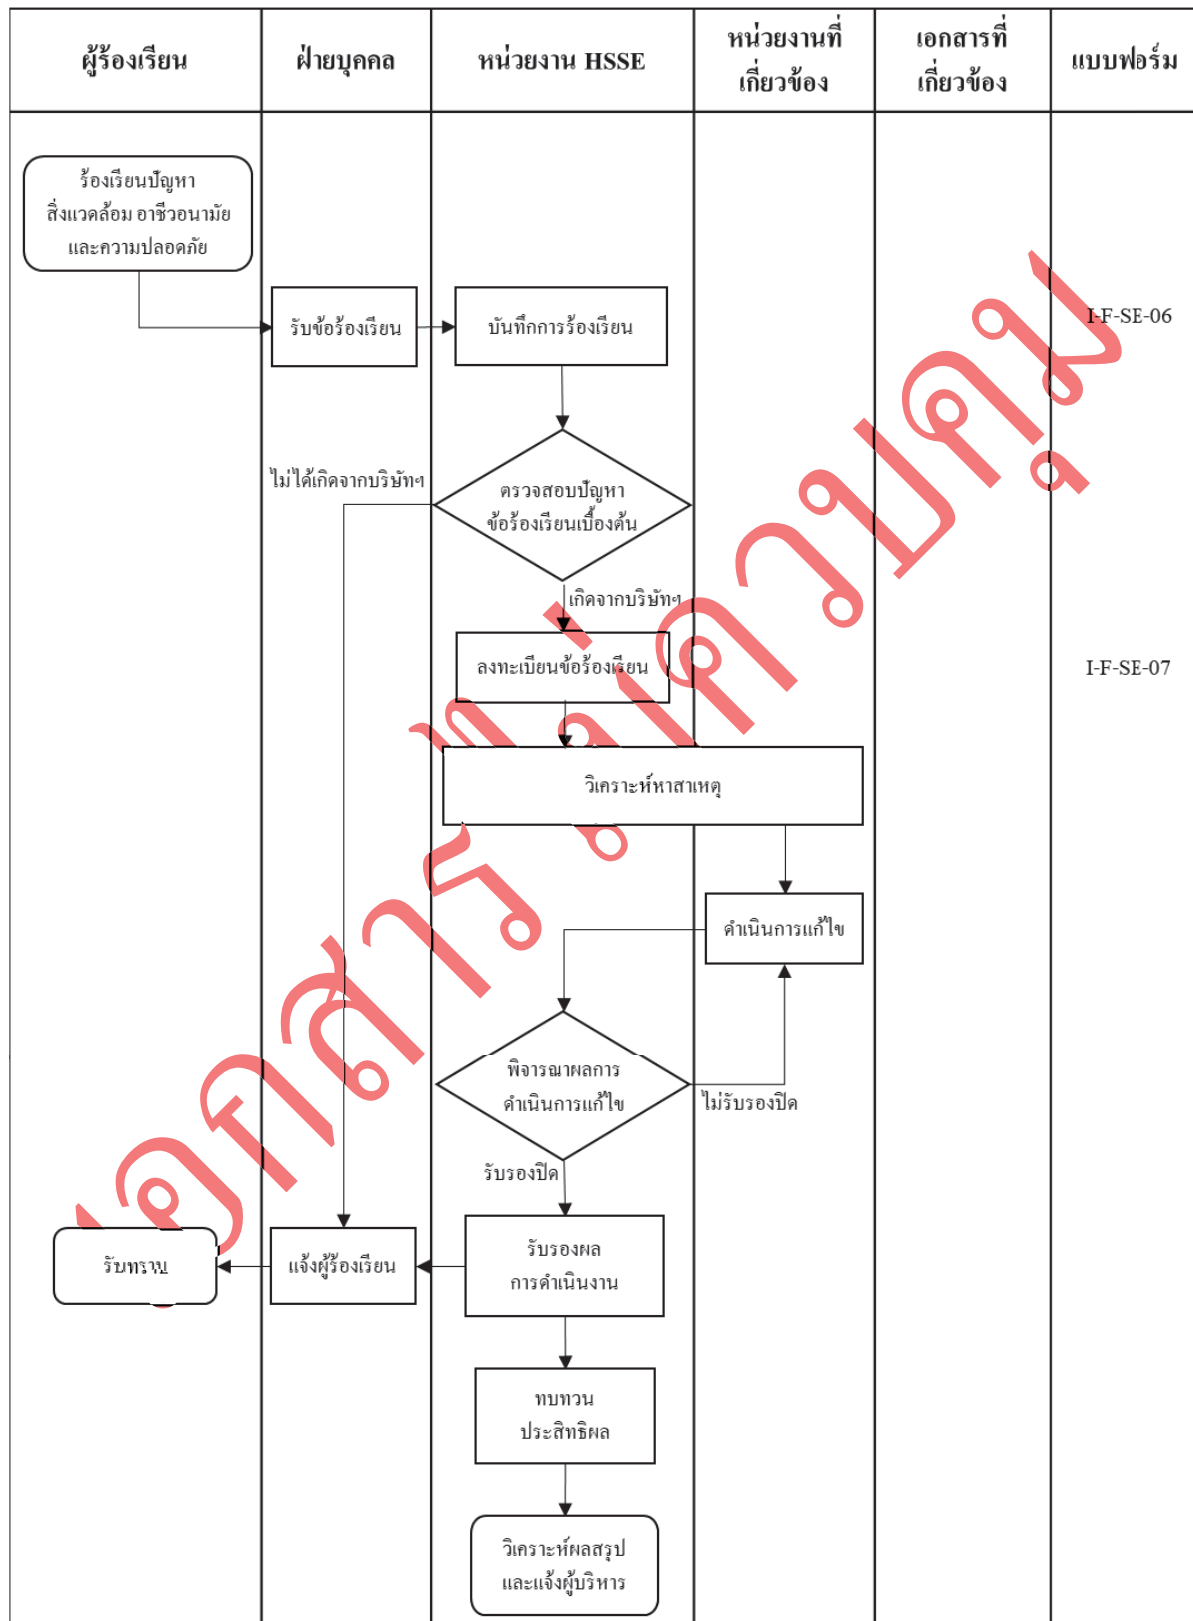 ผู้ร้องเรียน
ฝ่ายบุคคล
หน่วยงาน HSSE
หน่วยงานที่
เกี่ยวข้อง
เอกสารที่
เกี่ยวข้อง
แบบฟอร์ม
ร้องเรียนปัญหา
สิ่งแวดล้อม อาชีวอนามัย
และความปลอดภัย
รับข้อร้องเรียน
บันทึกการร้องเรียน
I-F-SE-06
ไม่ได้เกิดจากบริษัทฯ
ตรวจสอบปัญหา
ข้อร้องเรียนเบื้องต้น
เกิดจากบริษัทฯ
ลงทะเบียนข้อร้องเรียน
I-F-SE-07
วิเคราะห์หาสาเหตุ
ดำเนินการแก้ไข
พิจารณาผลการ
ดำเนินการแก้ไข
ไม่รับรองปิด
รับรองปิด
รับทราบ
แจ้งผู้ร้องเรียน
รับรองผล
การดำเนินงาน
ทบทวน
ประสิทธิผล
วิเคราะห์ผลสรุป
และแจ้งผู้บริหาร